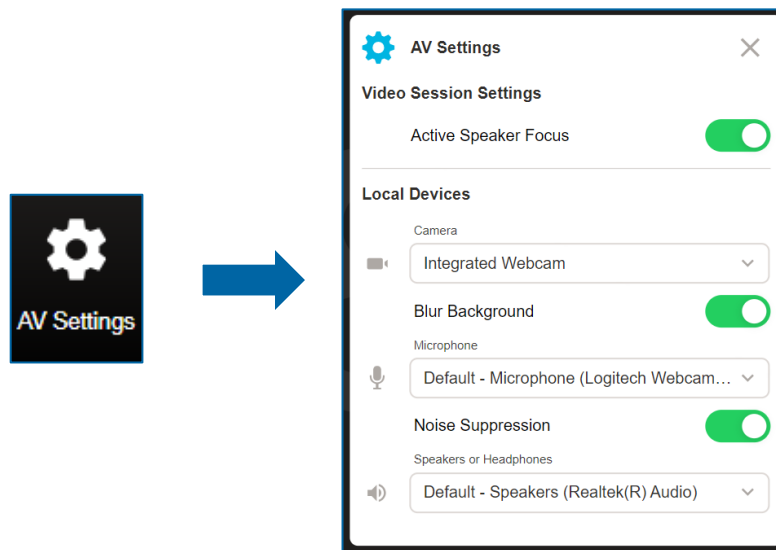 AV Settings
AV Settings
Video Session Settings
Active Speaker Focus
Local Devices
Camera
Integrated Webcam
Blur Background
Microphone
Default - Microphone (Logitech Webcam...
Noise Suppression
Speakers or Headphones
Default - Speakers (Realtek(R) Audio)